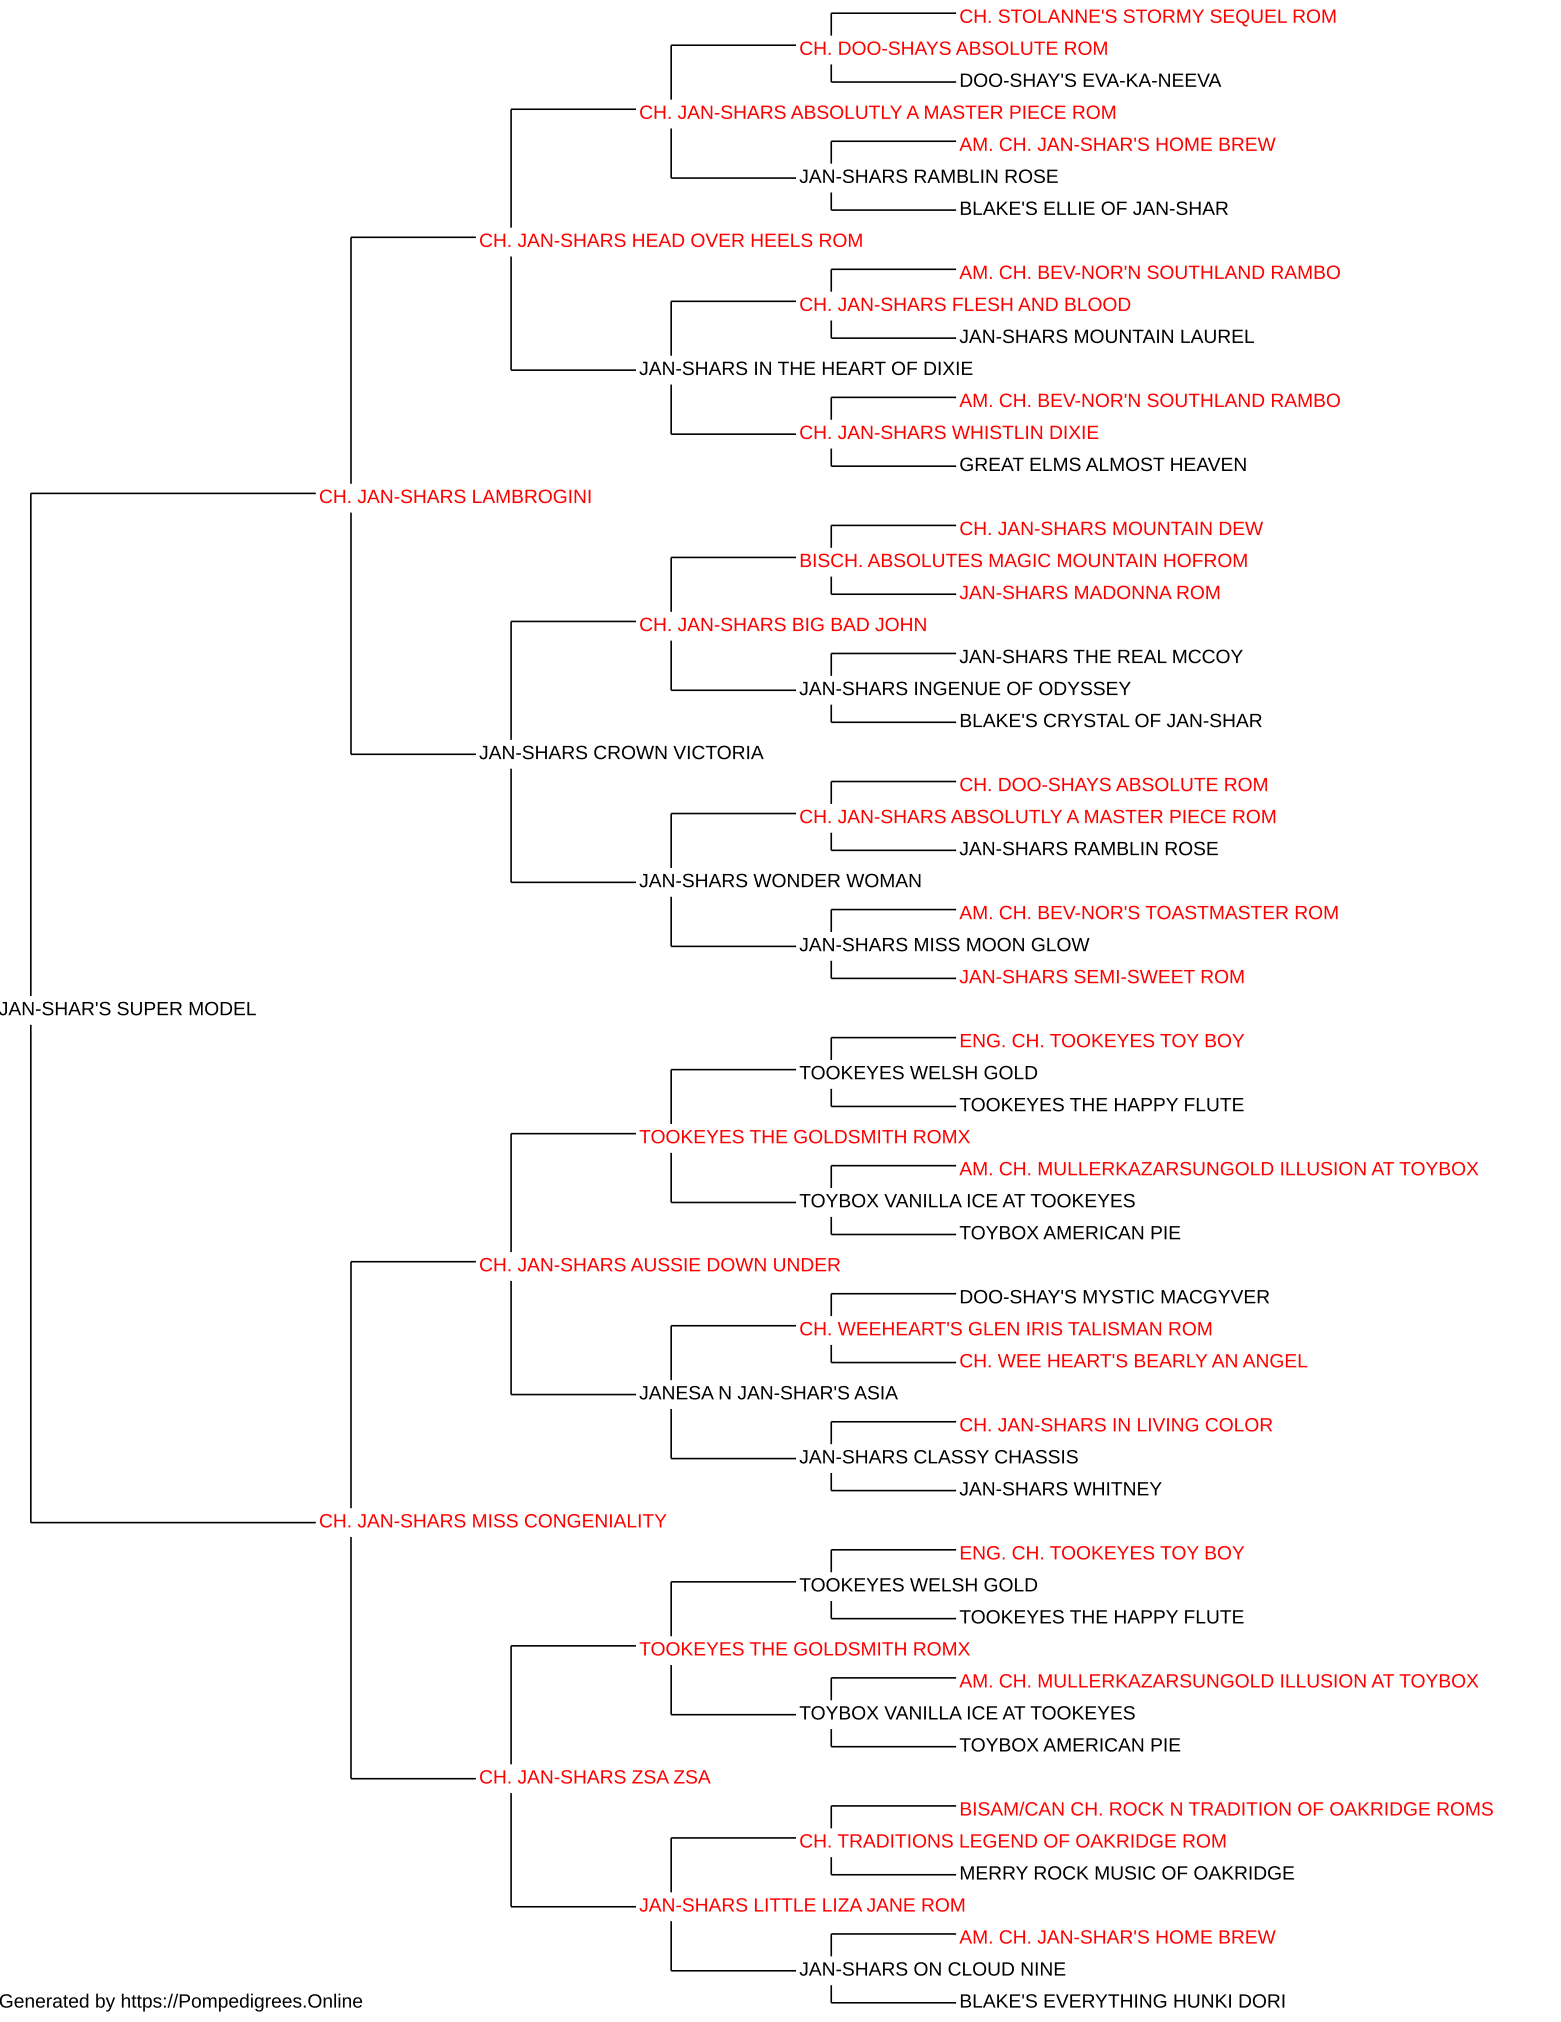 CH. STOLANNE'S STORMY SEQUEL ROM
CH. DOO-SHAYS ABSOLUTE ROM
DOO-SHAY'S EVA-KA-NEEVA
CH. JAN-SHARS ABSOLUTLY A MASTER PIECE ROM
AM. CH. JAN-SHAR'S HOME BREW
JAN-SHARS RAMBLIN ROSE
BLAKE'S ELLIE OF JAN-SHAR
CH. JAN-SHARS HEAD OVER HEELS ROM
AM. CH. BEV-NOR'N SOUTHLAND RAMBO
CH. JAN-SHARS FLESH AND BLOOD
JAN-SHARS MOUNTAIN LAUREL
JAN-SHARS IN THE HEART OF DIXIE
AM. CH. BEV-NOR'N SOUTHLAND RAMBO
CH. JAN-SHARS WHISTLIN DIXIE
GREAT ELMS ALMOST HEAVEN
CH. JAN-SHARS LAMBROGINI
CH. JAN-SHARS MOUNTAIN DEW
BISCH. ABSOLUTES MAGIC MOUNTAIN HOFROM
JAN-SHARS MADONNA ROM
CH. JAN-SHARS BIG BAD JOHN
JAN-SHARS THE REAL MCCOY
JAN-SHARS INGENUE OF ODYSSEY
BLAKE'S CRYSTAL OF JAN-SHAR
JAN-SHARS CROWN VICTORIA
CH. DOO-SHAYS ABSOLUTE ROM
CH. JAN-SHARS ABSOLUTLY A MASTER PIECE ROM
JAN-SHARS RAMBLIN ROSE
JAN-SHARS WONDER WOMAN
AM. CH. BEV-NOR'S TOASTMASTER ROM
JAN-SHARS MISS MOON GLOW
JAN-SHARS SEMI-SWEET ROM
JAN-SHAR'S SUPER MODEL
ENG. CH. TOOKEYES TOY BOY
TOOKEYES WELSH GOLD
TOOKEYES THE HAPPY FLUTE
TOOKEYES THE GOLDSMITH ROMX
AM. CH. MULLERKAZARSUNGOLD ILLUSION AT TOYBOX
TOYBOX VANILLA ICE AT TOOKEYES
TOYBOX AMERICAN PIE
CH. JAN-SHARS AUSSIE DOWN UNDER
DOO-SHAY'S MYSTIC MACGYVER
CH. WEEHEART'S GLEN IRIS TALISMAN ROM
CH. WEE HEART'S BEARLY AN ANGEL
JANESA N JAN-SHAR'S ASIA
CH. JAN-SHARS IN LIVING COLOR
JAN-SHARS CLASSY CHASSIS
JAN-SHARS WHITNEY
CH. JAN-SHARS MISS CONGENIALITY
ENG. CH. TOOKEYES TOY BOY
TOOKEYES WELSH GOLD
TOOKEYES THE HAPPY FLUTE
TOOKEYES THE GOLDSMITH ROMX
AM. CH. MULLERKAZARSUNGOLD ILLUSION AT TOYBOX
TOYBOX VANILLA ICE AT TOOKEYES
TOYBOX AMERICAN PIE
CH. JAN-SHARS ZSA ZSA
BISAM/CAN CH. ROCK N TRADITION OF OAKRIDGE ROMS
CH. TRADITIONS LEGEND OF OAKRIDGE ROM
MERRY ROCK MUSIC OF OAKRIDGE
JAN-SHARS LITTLE LIZA JANE ROM
AM. CH. JAN-SHAR'S HOME BREW
JAN-SHARS ON CLOUD NINE
BLAKE'S EVERYTHING HUNKI DORI
Generated by https://Pompedigrees.Online